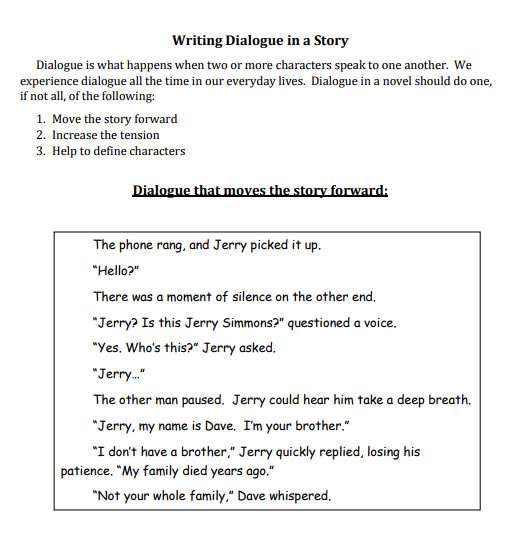 Writing Dialogue in a Story
Dialogue is what happens when two or more characters speak to one another.  We
experience dialogue all the time in our everyday lives.  Dialogue in a novel should do one,
if not all, of the following:
1. Move the story forward
2. Increase the tension
3. Help to define characters
Dialogue that moves the story forward:
The phone rang, and Jerry picked it up.
“Hello?”
There was a moment of silence on the other end.
“Jerry? Is this Jerry Simmons?” questioned a voice.
“Yes. Who’s this?” Jerry asked.
“Jerry…”
The other man paused.  Jerry could hear him take a deep breath.
“Jerry, my name is Dave.  I’m your brother.”
“I don’t have a brother,” Jerry quickly replied, losing his
patience. “My family died years ago.”
“Not your whole family,” Dave whispered.